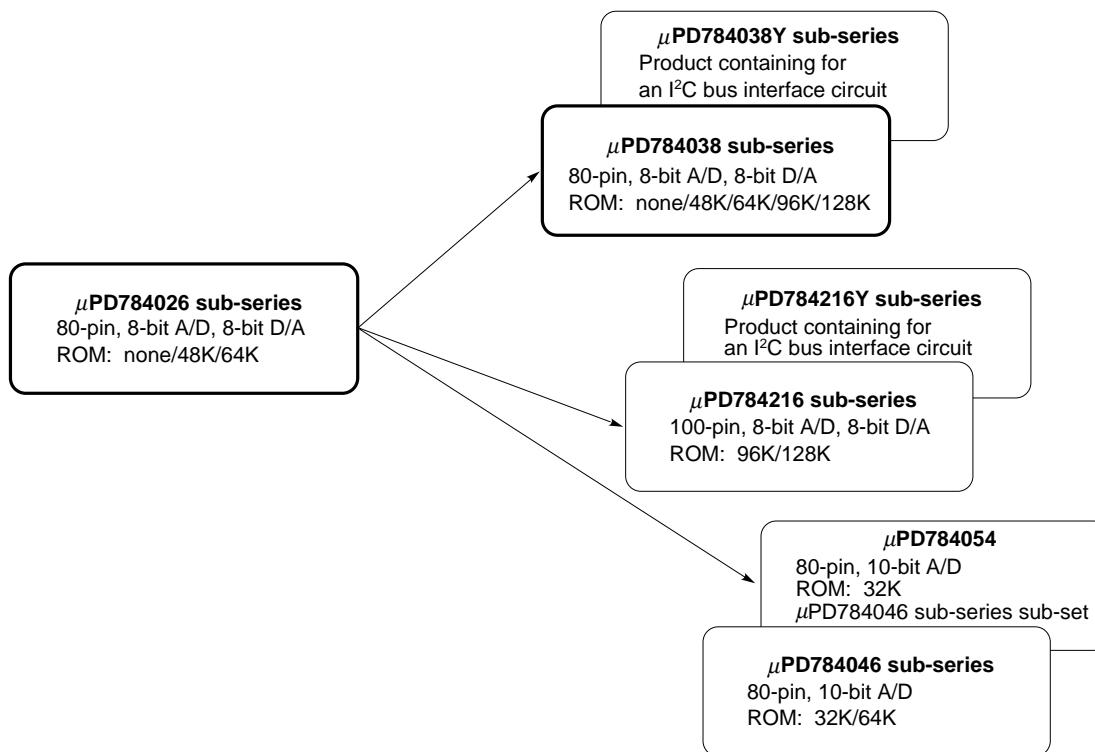 μPD784038Y sub-series
Product containing for
an I²C bus interface circuit
μPD784038 sub-series
80-pin, 8-bit A/D, 8-bit D/A
ROM: none/48K/64K/96K/128K
μPD784026 sub-series
80-pin, 8-bit A/D, 8-bit D/A
ROM: none/48K/64K
μPD784216Y sub-series
Product containing for
an I²C bus interface circuit
μPD784216 sub-series
100-pin, 8-bit A/D, 8-bit D/A
ROM: 96K/128K
μPD784054
80-pin, 10-bit A/D
ROM: 32K
μPD784046 sub-series sub-set
μPD784046 sub-series
80-pin, 10-bit A/D
ROM: 32K/64K